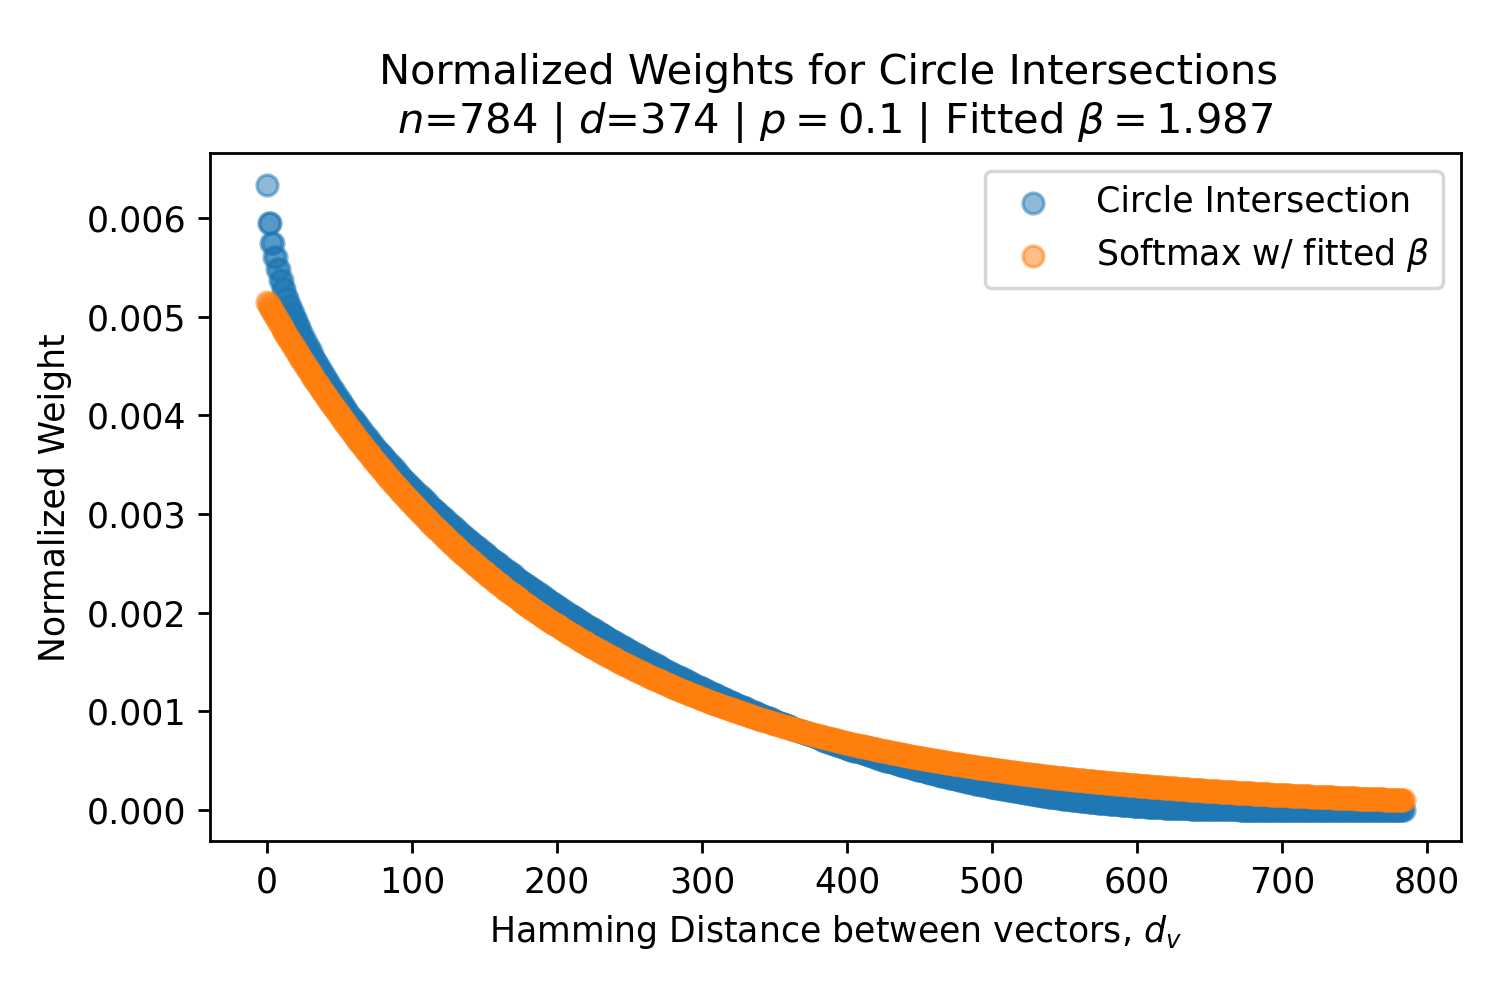 Normalized Weights for Circle Intersections
n=784 | d=374 | p = 0.1 | Fitted β = 1.987
Circle Intersection
Softmax w/ fitted β
Normalized Weight
0.006
0.005
0.004
0.003
0.002
0.001
0.000
0 100 200 300 400 500 600 700 800
Hamming Distance between vectors, dᵥ